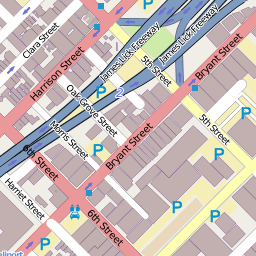 Clara Street
James Lick Freeway
James Lick Freeway
Harrison Street
5th Street
Bryant Street
Oak Grove Street
2
Morris Street
Bryant Street
5th Street
6th Street
Harriet Street
6th Street